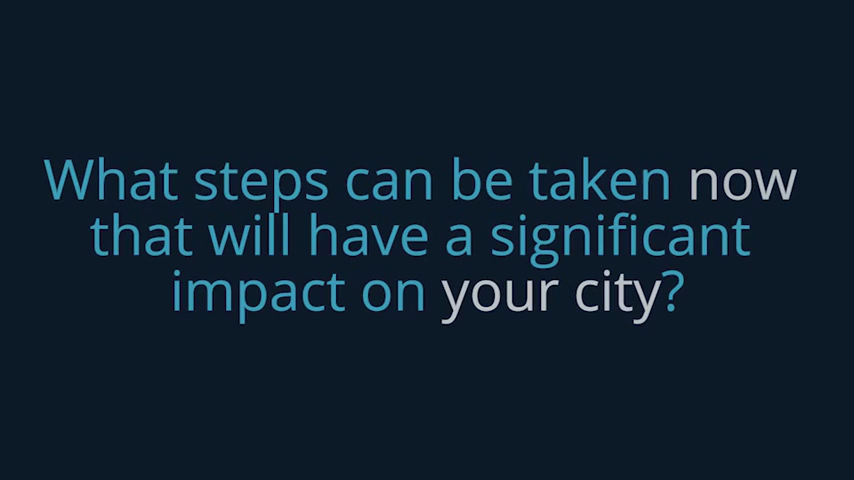 What steps can be taken now
that will have a significant
impact on your city?